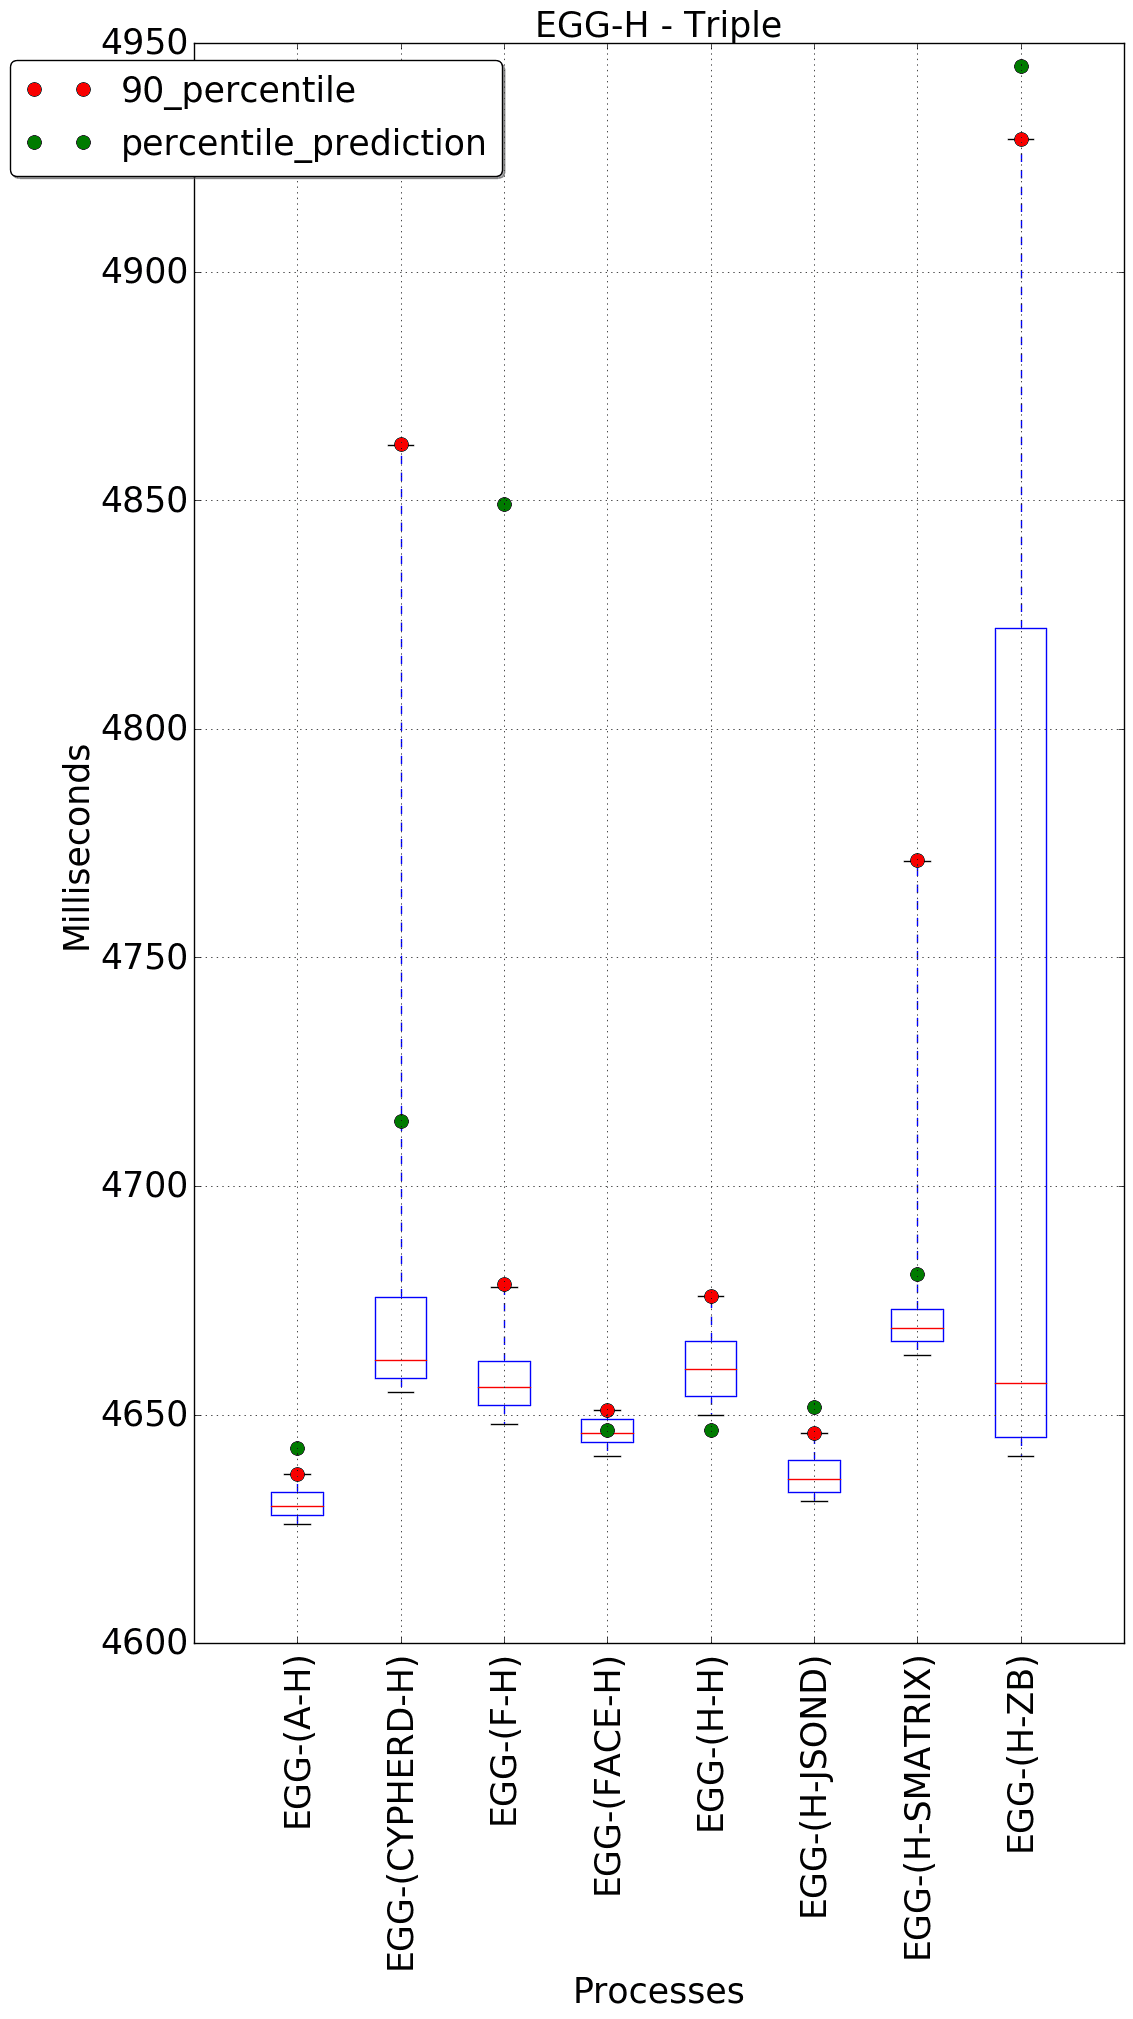 EGG-H - Triple
90_percentile
percentile_prediction
4950
4900
4850
4800
4750
4700
4650
4600
Milliseconds
EGG-(A-H)
EGG-(CYPHERD-H)
EGG-(F-H)
EGG-(FACE-H)
EGG-(H-H)
EGG-(H-JSOND)
EGG-(H-SMATRIX)
EGG-(H-ZB)
Processes